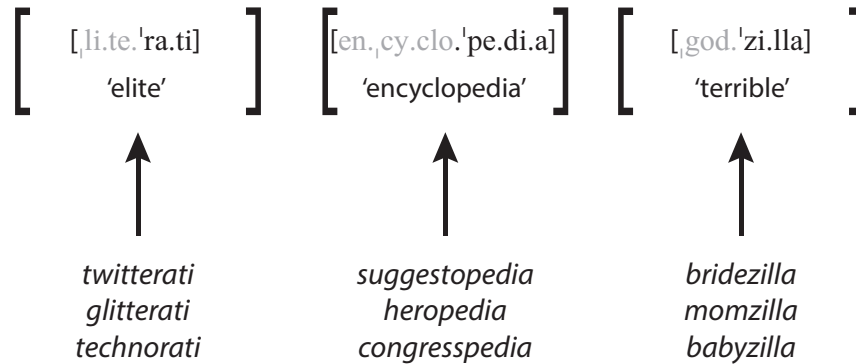 [ˌli.te.ˈra.ti]
‘elite’
twitterati
glitterati
technorati
[en.ˌcy.clo.ˈpe.di.a]
‘encyclopedia’
suggestopedia
heropedia
congresspedia
[ˌgod.ˈzi.lla]
‘terrible’
bridezilla
momzilla
babyzilla